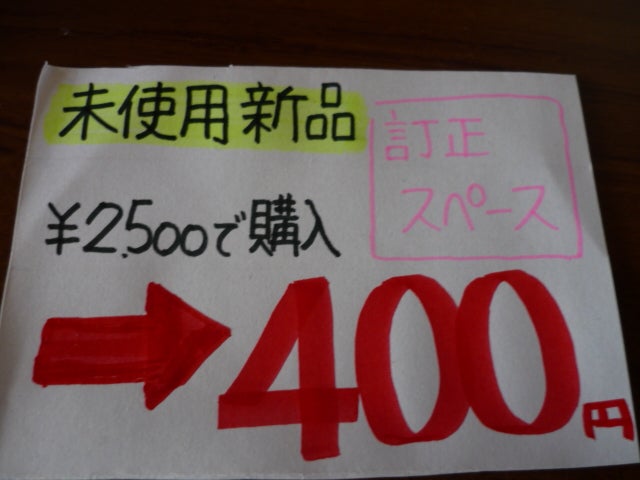 未使用新品
訂正
スペース
¥2,500で購入
➡400円